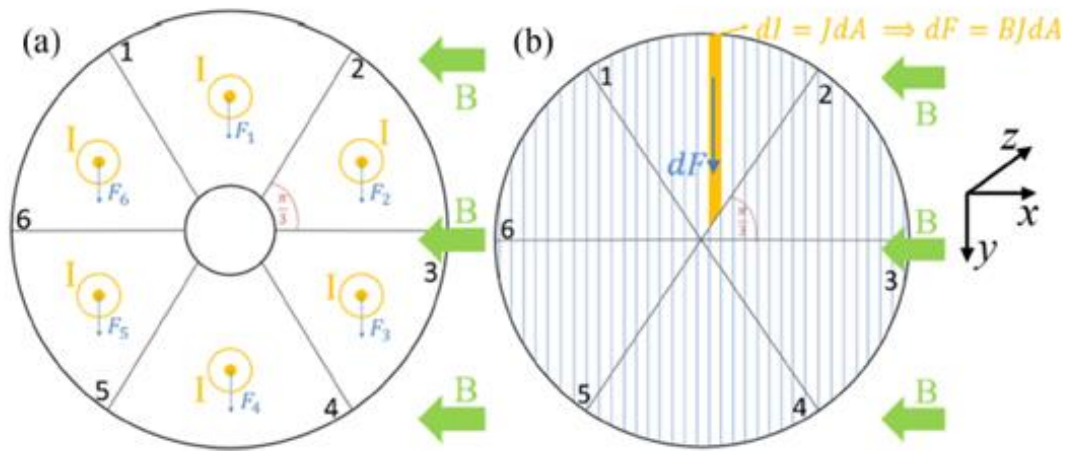 (a)
1
2
I
F₁
I
F₆
I
F₂
π/3
6
3
I
F₅
I
F₃
I
F₄
5
4
B
B
B
(b)
dI = JdA ⟹ dF = BJdA
1
2
dF
π/3
6
3
5
4
B
B
B
z
x
y